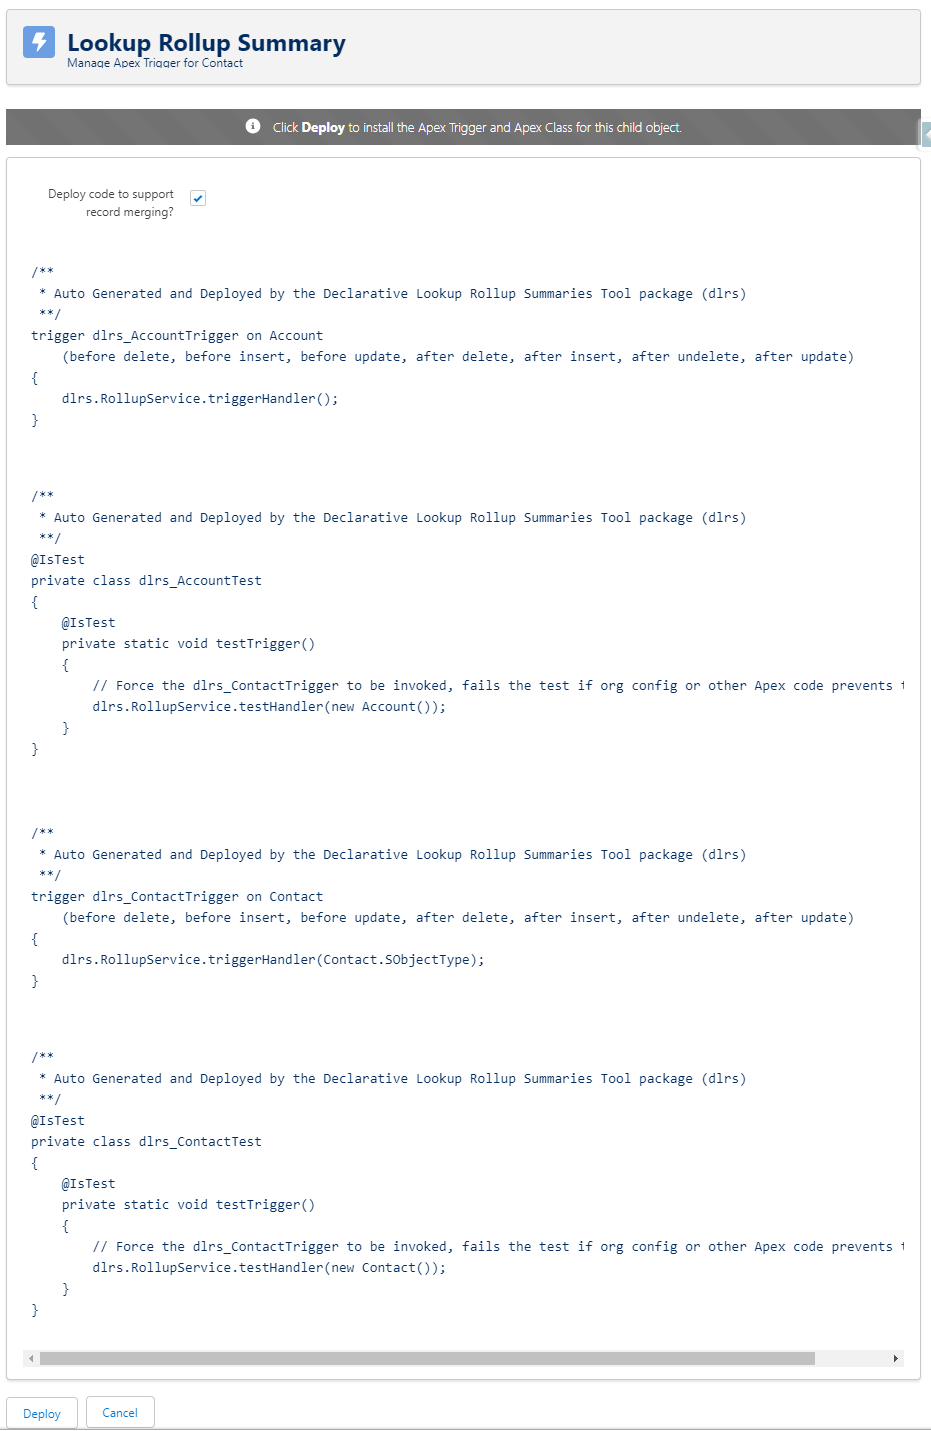 Lookup Rollup Summary
Manage Apex Trigger for Contact
Click Deploy to install the Apex Trigger and Apex Class for this child object.
Deploy code to support
record merging?
/**
 * Auto Generated and Deployed by the Declarative Lookup Rollup Summaries Tool package (dlrs)
 **/
trigger dlrs_AccountTrigger on Account
    (before delete, before insert, before update, after delete, after insert, after undelete, after update)
{
    dlrs.RollupService.triggerHandler();
}
/**
 * Auto Generated and Deployed by the Declarative Lookup Rollup Summaries Tool package (dlrs)
 **/
@IsTest
private class dlrs_AccountTest
{
    @IsTest
    private static void testTrigger()
    {
        // Force the dlrs_ContactTrigger to be invoked, fails the test if org config or other Apex code prevents
        dlrs.RollupService.testHandler(new Account());
    }
}
/**
 * Auto Generated and Deployed by the Declarative Lookup Rollup Summaries Tool package (dlrs)
 **/
trigger dlrs_ContactTrigger on Contact
    (before delete, before insert, before update, after delete, after insert, after undelete, after update)
{
    dlrs.RollupService.triggerHandler(Contact.SObjectType);
}
/**
 * Auto Generated and Deployed by the Declarative Lookup Rollup Summaries Tool package (dlrs)
 **/
@IsTest
private class dlrs_ContactTest
{
    @IsTest
    private static void testTrigger()
    {
        // Force the dlrs_ContactTrigger to be invoked, fails the test if org config or other Apex code prevents
        dlrs.RollupService.testHandler(new Contact());
    }
}
Deploy
Cancel